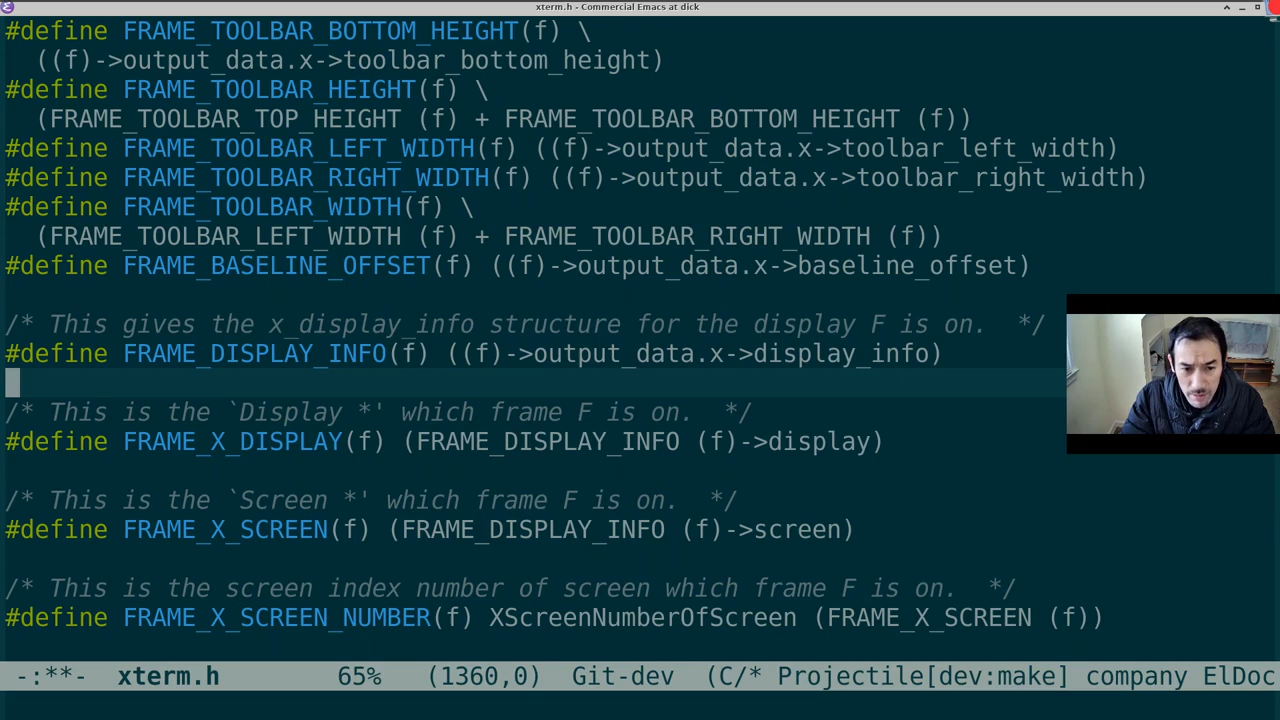 xterm.h - Commercial Emacs at dick
#define FRAME_TOOLBAR_BOTTOM_HEIGHT(f) \
  ((f)->output_data.x->toolbar_bottom_height)
#define FRAME_TOOLBAR_HEIGHT(f) \
  (FRAME_TOOLBAR_TOP_HEIGHT (f) + FRAME_TOOLBAR_BOTTOM_HEIGHT (f))
#define FRAME_TOOLBAR_LEFT_WIDTH(f) ((f)->output_data.x->toolbar_left_width)
#define FRAME_TOOLBAR_RIGHT_WIDTH(f) ((f)->output_data.x->toolbar_right_width)
#define FRAME_TOOLBAR_WIDTH(f) \
  (FRAME_TOOLBAR_LEFT_WIDTH (f) + FRAME_TOOLBAR_RIGHT_WIDTH (f))
#define FRAME_BASELINE_OFFSET(f) ((f)->output_data.x->baseline_offset)
/* This gives the x_display_info structure for the display F is on.  */
#define FRAME_DISPLAY_INFO(f) ((f)->output_data.x->display_info)
/* This is the `Display *' which frame F is on.  */
#define FRAME_X_DISPLAY(f) (FRAME_DISPLAY_INFO (f)->display)
/* This is the `Screen *' which frame F is on.  */
#define FRAME_X_SCREEN(f) (FRAME_DISPLAY_INFO (f)->screen)
/* This is the screen index number of screen which frame F is on.  */
#define FRAME_X_SCREEN_NUMBER(f) XScreenNumberOfScreen (FRAME_X_SCREEN (f))
-:**-  xterm.h        65%   (1360,0)   Git-dev  (C/* Projectile[dev:make] company ElDoc